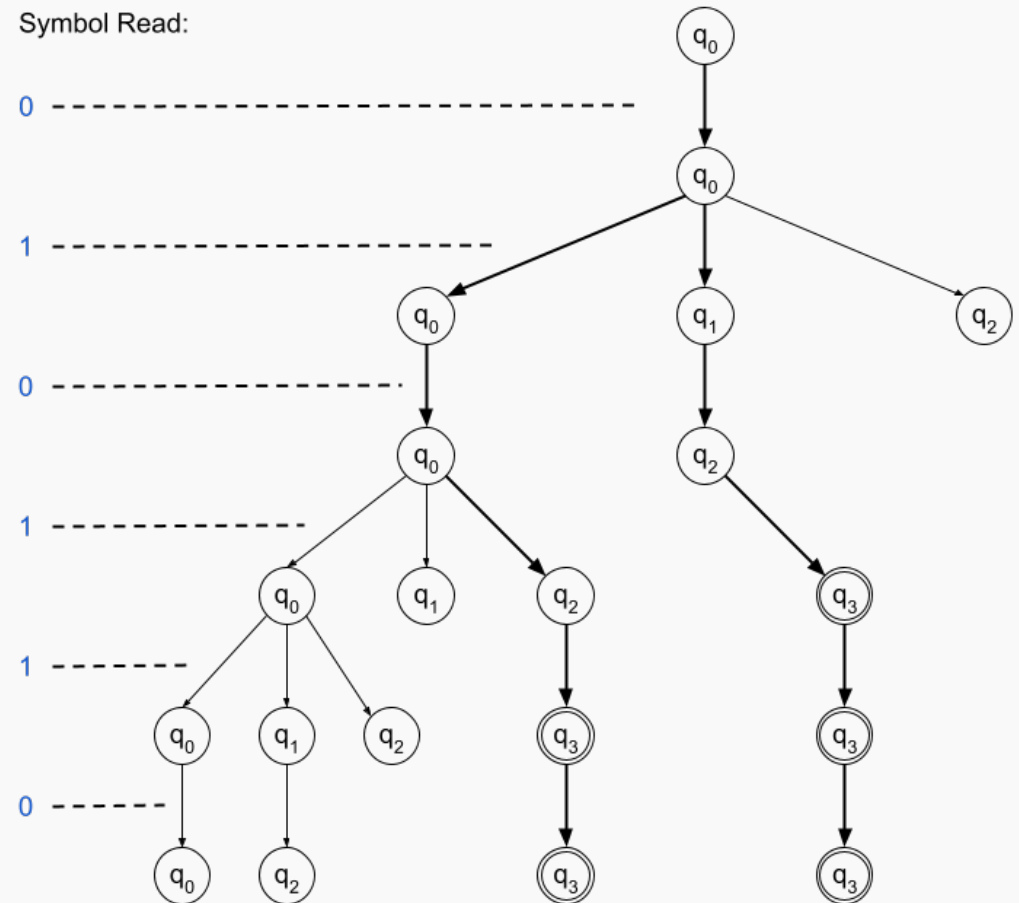 Symbol Read:
q₀
0
q₀
1
q₀ q₁ q₂
0
q₀ q₂
1
q₀ q₁ q₂ q₃
1
q₀ q₁ q₂ q₃ q₃
0
q₀ q₂ q₃ q₃